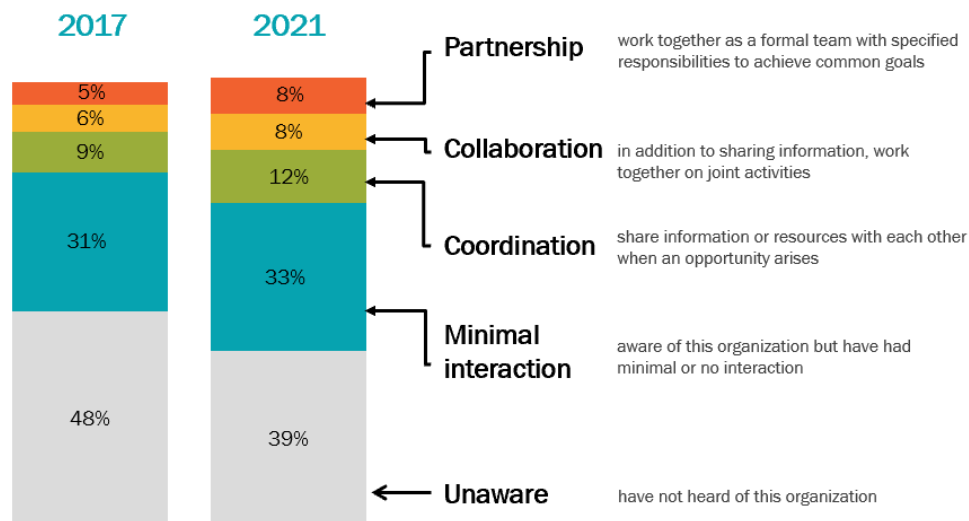 2017
2021
5%
6%
9%
31%
48%
8%
8%
12%
33%
39%
Partnership
work together as a formal team with specified
responsibilities to achieve common goals
Collaboration
in addition to sharing information, work
together on joint activities
Coordination
share information or resources with each other
when an opportunity arises
Minimal
interaction
aware of this organization but have had
minimal or no interaction
Unaware
have not heard of this organization